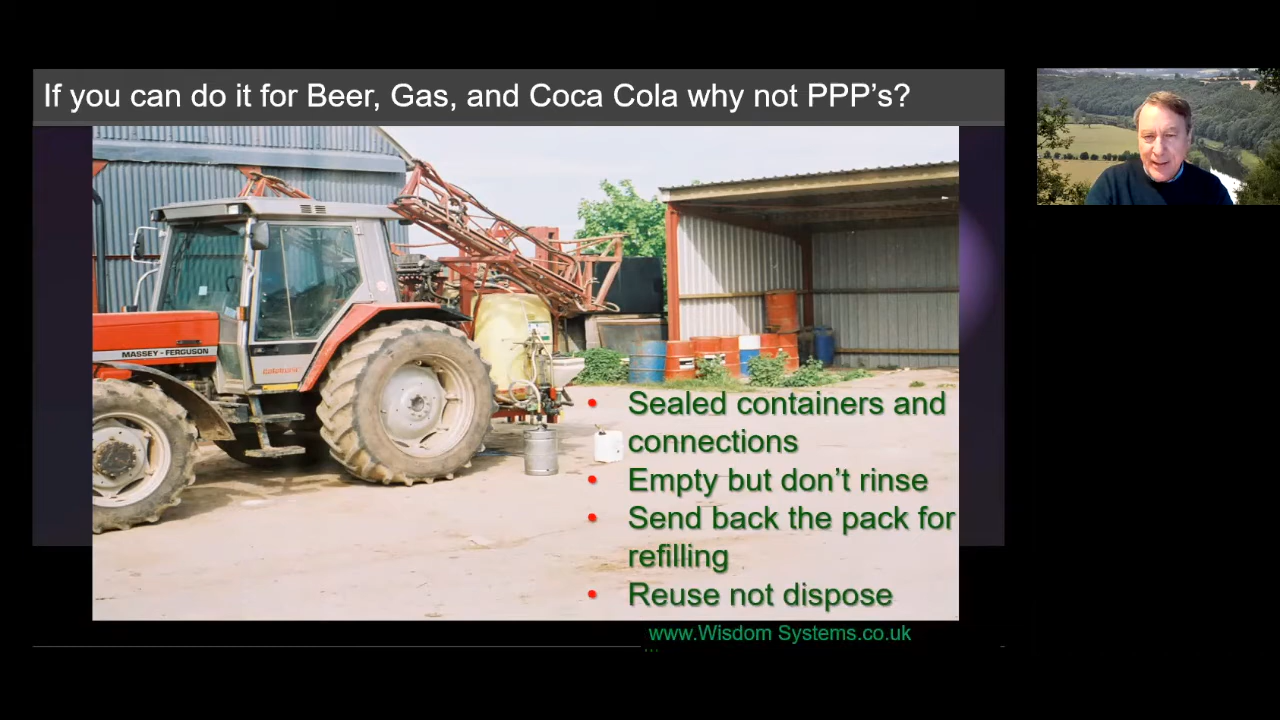 If you can do it for Beer, Gas, and Coca Cola why not PPP's?
MASSEY-FERGUSON
• Sealed containers and
connections
• Empty but don't rinse
• Send back the pack for
refilling
• Reuse not dispose
www.Wisdom Systems.co.uk
...